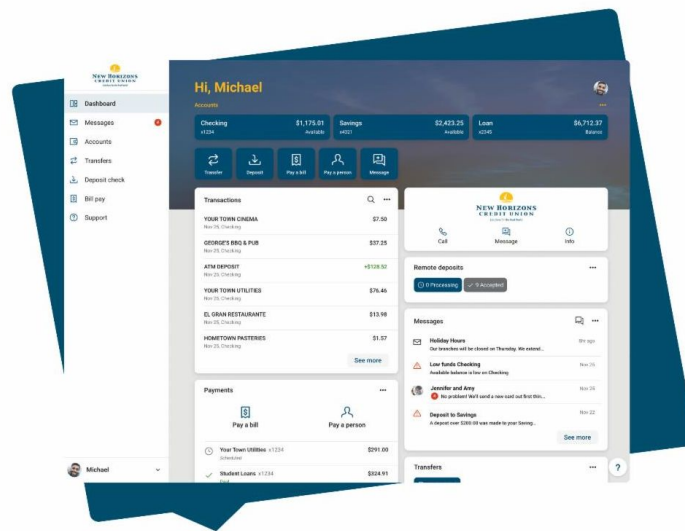 NEW HORIZONS
CREDIT UNION
Dashboard
Messages
Accounts
Transfers
Deposit check
Bill pay
Support
Michael
Hi, Michael
Accounts
Checking $1,175.01
x1234 Available
Savings $2,423.25
x4321 Available
Loan $6,712.37
x2345 Balance
Transfer
Deposit
Pay a bill
Pay a person
Message
Transactions
YOUR TOWN CINEMA $7.50
Nov 25, Checking
GEORGE'S BBQ & PUB $37.25
Nov 25, Checking
ATM DEPOSIT +$128.52
Nov 25, Checking
YOUR TOWN UTILITIES $76.46
Nov 25, Checking
EL GRAN RESTAURANTE $13.98
Nov 25, Checking
HOMETOWN PASTERIES $1.57
Nov 25, Checking
See more
Payments
Pay a bill
Pay a person
Your Town Utilities x1234 $291.00
Scheduled
Student Loans x1234 $324.91
Paid
NEW HORIZONS
CREDIT UNION
Call
Message
Info
Remote deposits
0 Processing
9 Accepted
Messages
Holiday Hours ago
Our branches will be closed on Thursday. We extend...
Low funds Checking
Available balance is low on Checking
Jennifer and Amy
No problem! We'll send a new card out first thin...
Deposit to Savings Nov 22
A deposit over $200.00 was made to your Saving...
See more
Transfers
?